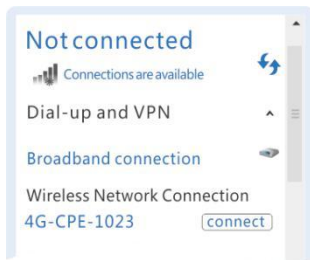 Not connected
Connections are available
Dial-up and VPN
Broadband connection
Wireless Network Connection
4G-CPE-1023 connect